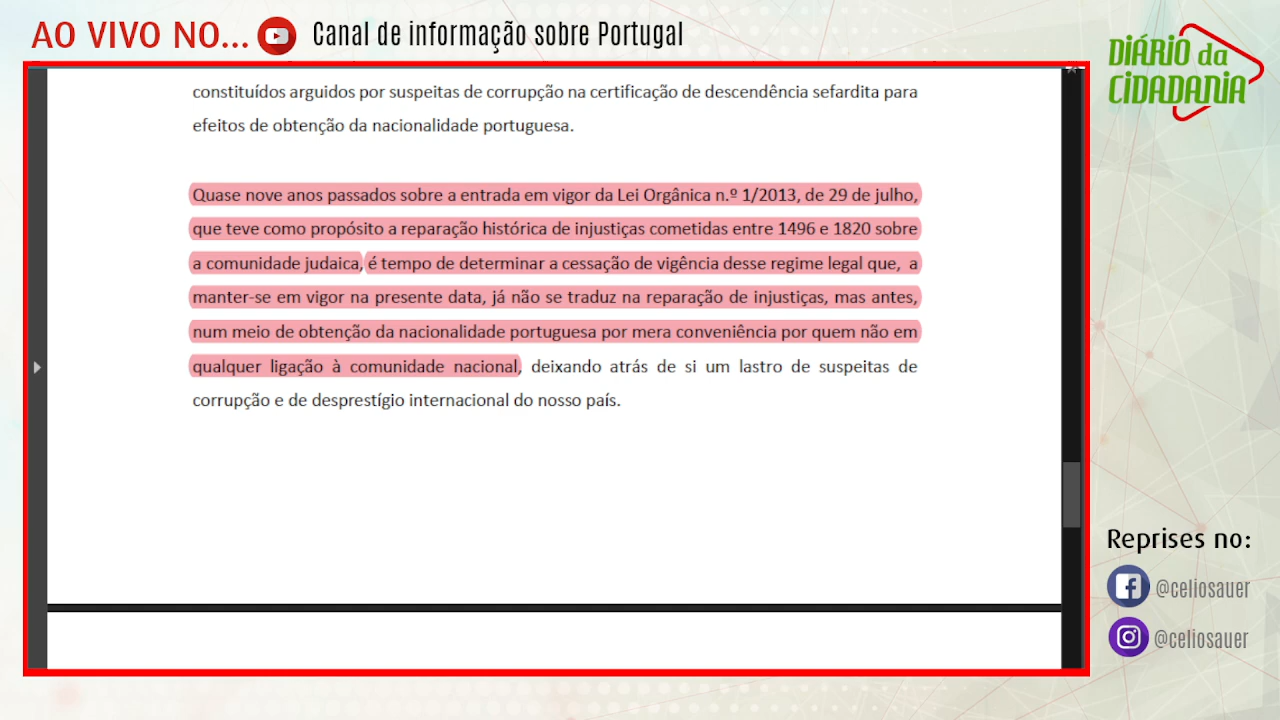 AO VIVO NO...
Canal de informação sobre Portugal
DIÁRIO da
CIDADANIA
constituídos arguidos por suspeitas de corrupção na certificação de descendência sefardita para
efeitos de obtenção da nacionalidade portuguesa.
Quase nove anos passados sobre a entrada em vigor da Lei Orgânica n.º 1/2013, de 29 de julho,
que teve como propósito a reparação histórica de injustiças cometidas entre 1496 e 1820 sobre
a comunidade judaica, é tempo de determinar a cessação de vigência desse regime legal que, a
manter-se em vigor na presente data, já não se traduz na reparação de injustiças, mas antes,
num meio de obtenção da nacionalidade portuguesa por mera conveniência por quem não em
qualquer ligação à comunidade nacional, deixando atrás de si um lastro de suspeitas de
corrupção e de desprestígio internacional do nosso país.
Reprises no:
@celiosauer
@celiosauer